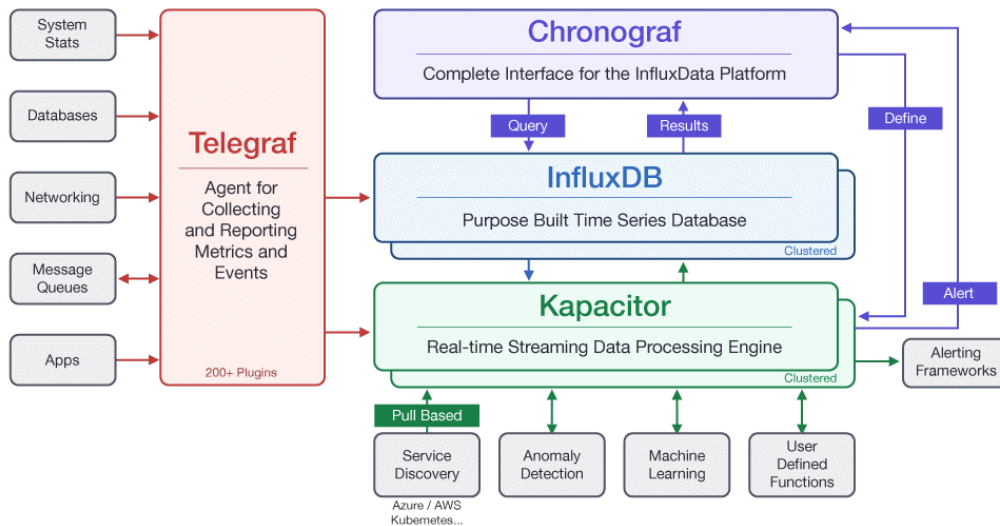 System
Stats
Databases
Networking
Message
Queues
Apps
Telegraf
Agent for
Collecting
and Reporting
Metrics and
Events
200+ Plugins
Chronograf
Complete Interface for the InfluxData Platform
Query
Results
Define
InfluxDB
Purpose Built Time Series Database
Clustered
Alert
Kapacitor
Real-time Streaming Data Processing Engine
Clustered
Alerting
Frameworks
Pull Based
Service
Discovery
Azure / AWS
Kubernetes...
Anomaly
Detection
Machine
Learning
User
Defined
Functions